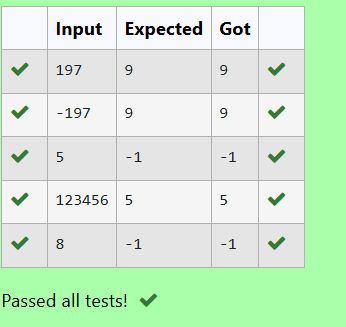 Input Expected Got
197 9 9
-197 9 9
5 -1 -1
123456 5 5
8 -1 -1
Passed all tests!